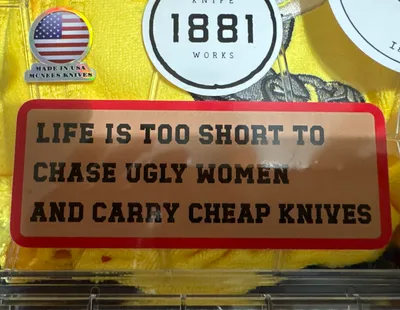 KNIFE
1881
WORKS
MADE IN USA
MCNEES KNIVES
LIFE IS TOO SHORT TO
CHASE UGLY WOMEN
AND CARRY CHEAP KNIVES